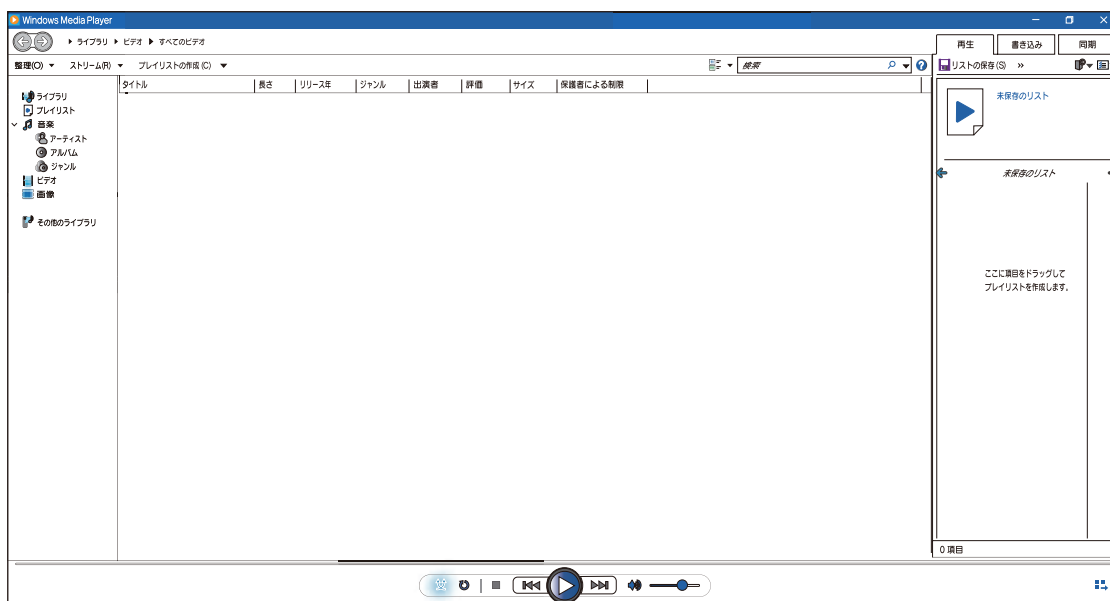 Windows Media Player
ライブラリ ビデオ すべてのビデオ
再生 書き込み 同期
整理(O) ストリーム(R) プレイリストの作成(C) 検索 リストの保存(S) »
タイトル 長さ リリース年 ジャンル 出演者 評価 サイズ 保護者による制限
ライブラリ
プレイリスト
音楽
アーティスト
アルバム
ジャンル
ビデオ
画像
その他のライブラリ
未保存のリスト
未保存のリスト
ここに項目をドラッグして
プレイリストを作成します。
0 項目